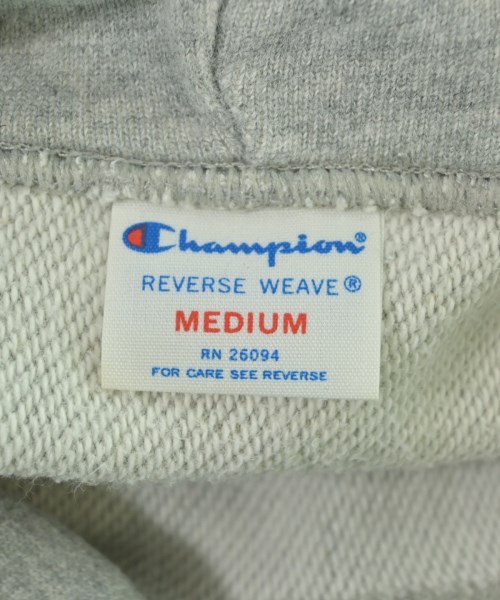 Champion®
REVERSE WEAVE®
MEDIUM
RN 26094
FOR CARE SEE REVERSE